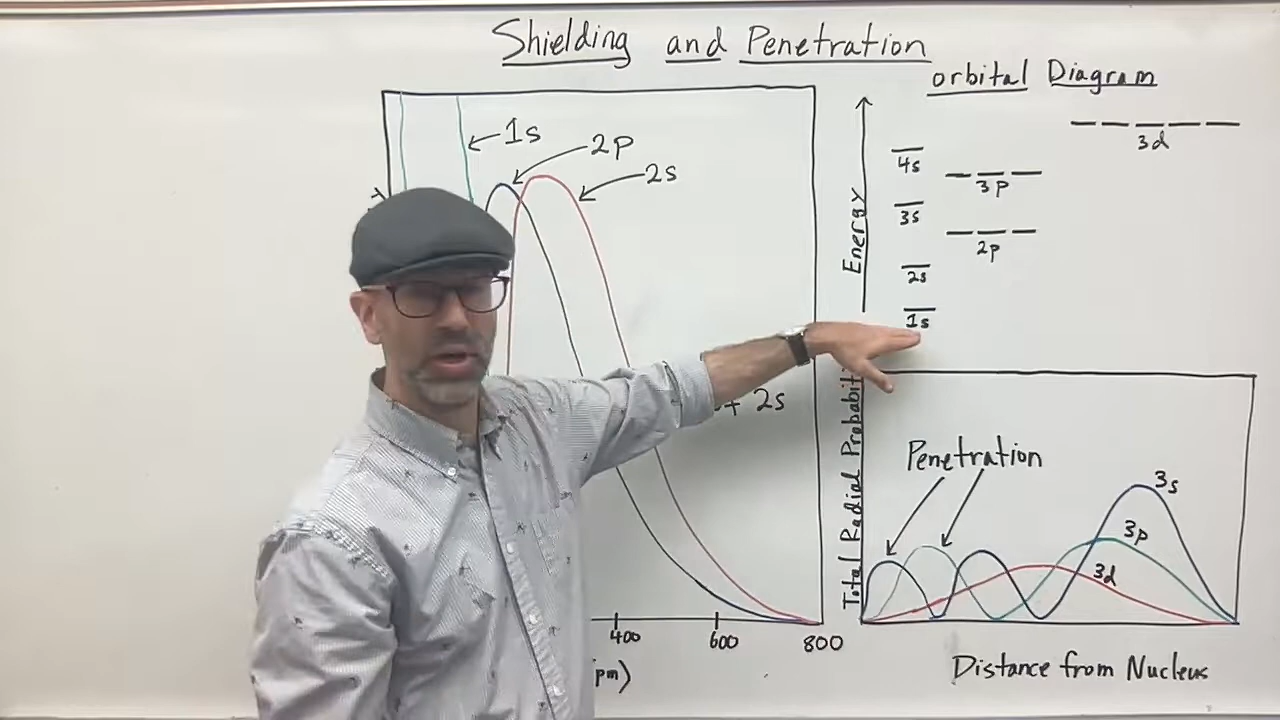 Shielding and Penetration
1s
2p
2s
2s
400
600
800
pm)
orbital Diagram
Energy
3d
4s
3p
3s
2p
2s
1s
Total Radial
Penetration
3s
3p
3d
Distance from Nucleus